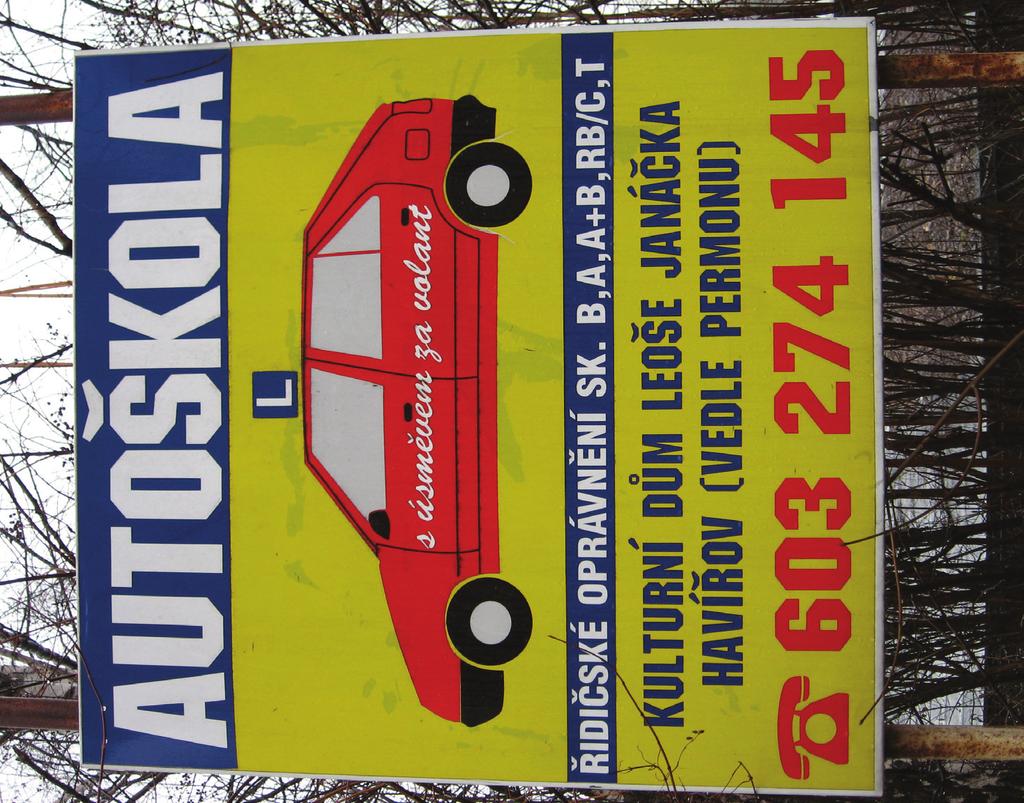 AUTOŠKOLA
L
s úsměvem za volant
ŘIDIČSKÉ OPRÁVNĚNÍ SK. B,A,A+B,RB/C,T
KULTURNÍ DŮM LEOŠE JANÁČKA
HAVÍŘOV (VEDLE PERMONU)
603 274 145